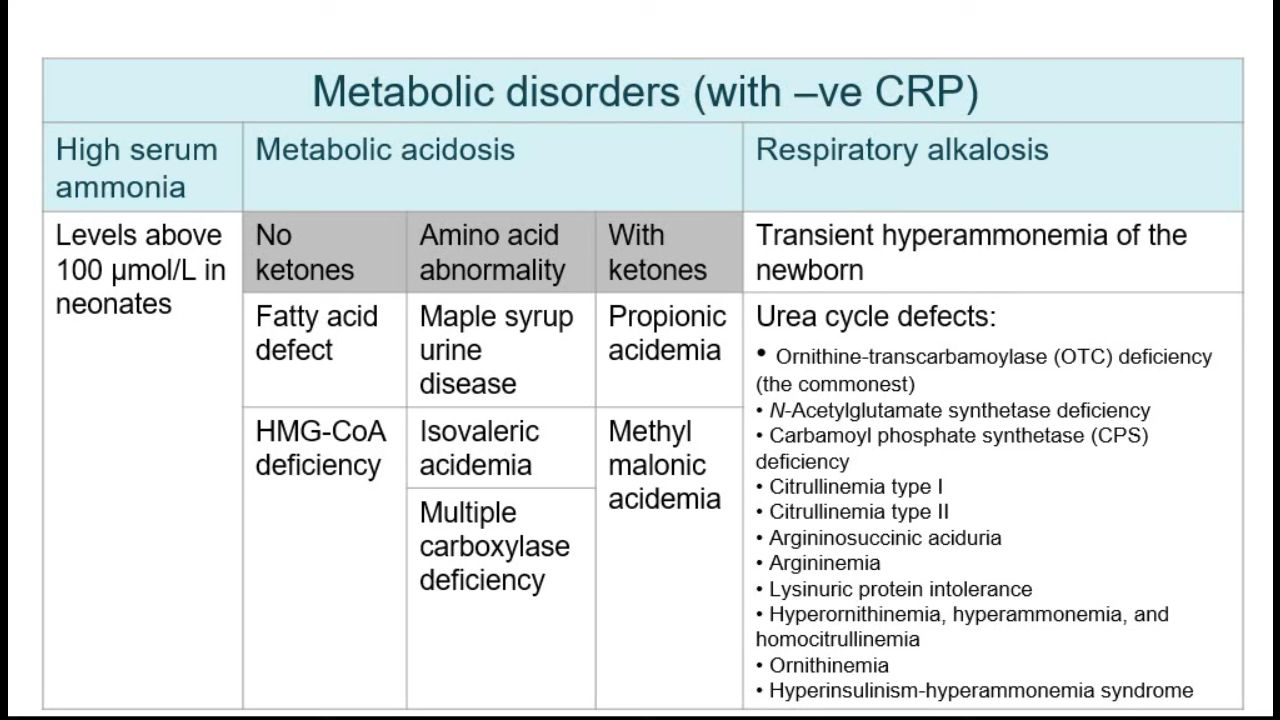 Metabolic disorders (with –ve CRP)
High serum
ammonia
Metabolic acidosis
Respiratory alkalosis
Levels above
100 μmol/L in
neonates
No
ketones
Amino acid
abnormality
With
ketones
Transient hyperammonemia of the
newborn
Fatty acid
defect
Maple syrup
urine
disease
Propionic
acidemia
HMG-CoA
deficiency
Isovaleric
acidemia
Methyl
malonic
acidemia
Multiple
carboxylase
deficiency
Urea cycle defects:
• Ornithine-transcarbamoylase (OTC) deficiency
(the commonest)
• N-Acetylglutamate synthetase deficiency
• Carbamoyl phosphate synthetase (CPS)
deficiency
• Citrullinemia type I
• Citrullinemia type II
• Argininosuccinic aciduria
• Argininemia
• Lysinuric protein intolerance
• Hyperornithinemia, hyperammonemia, and
homocitrullinemia
• Ornithinemia
• Hyperinsulinism-hyperammonemia syndrome